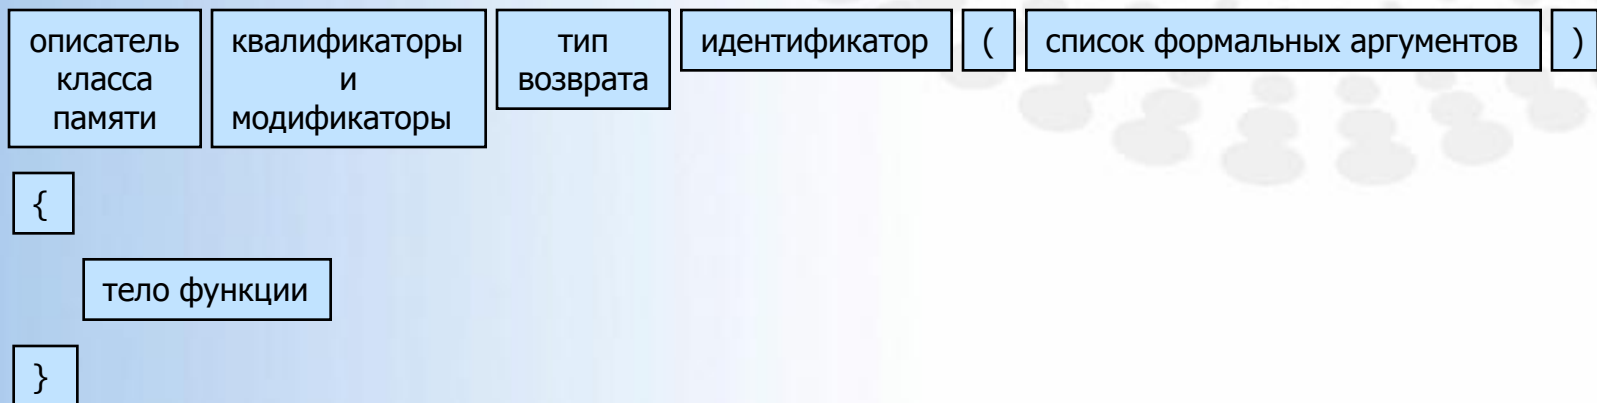 описатель
класса
памяти
квалификаторы
и
модификаторы
тип
возврата
идентификатор
(
список формальных аргументов
)
{
тело функции
}